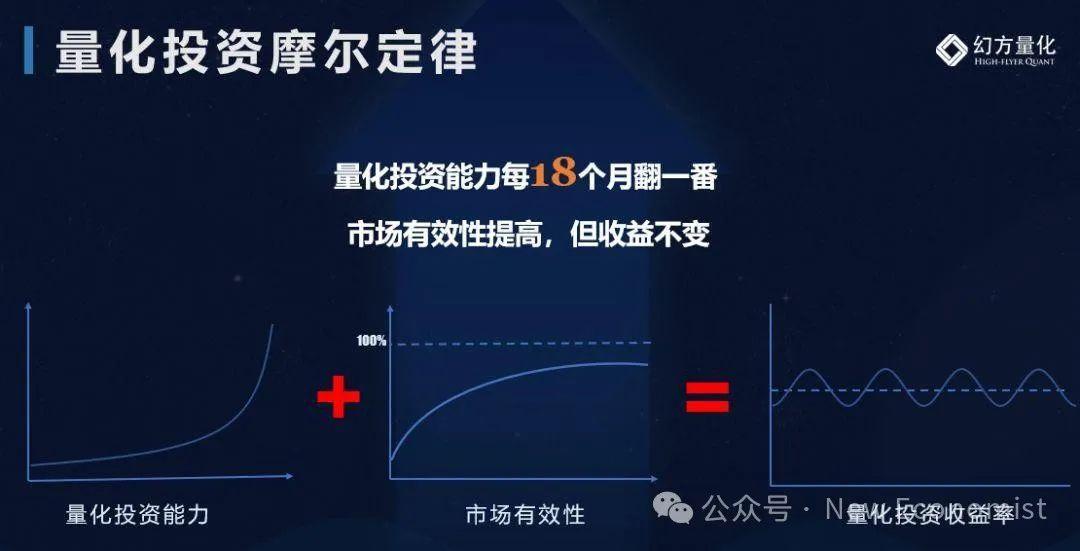 量化投资摩尔定律
幻方量化
HIGH-FLYER QUANT
量化投资能力每18个月翻一番
市场有效性提高，但收益不变
100%
+
=
量化投资能力
市场有效性
量化投资收益率
公众号 · New Economist